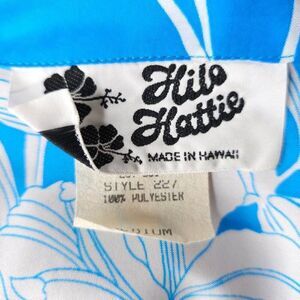 Hilo
Hattie
MADE IN HAWAII
STYLE 227
100% POLYESTER